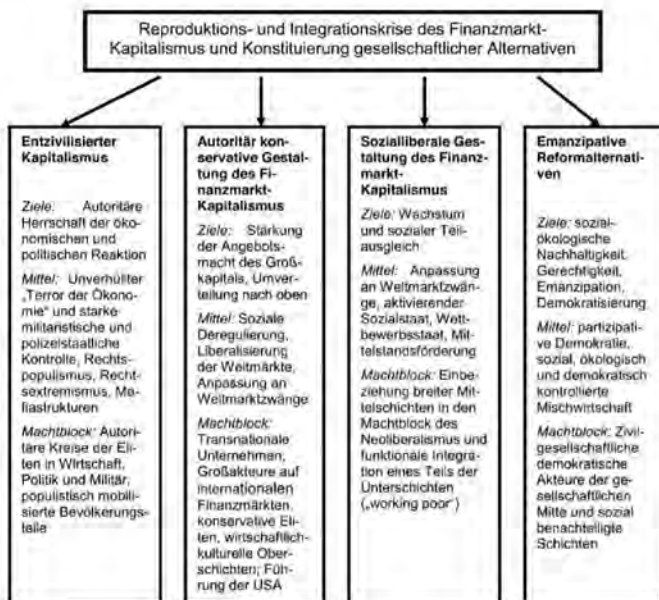 Reproduktions- und Integrationskrise des Finanzmarkt-
Kapitalismus und Konstituierung gesellschaftlicher Alternativen
Entzivilisierter
Kapitalismus
Ziele: Autoritäre
Herrschaft der öko-
nomischen und
politischen Reaktion
Mittel: Unverhüllter
„Terror der Ökono-
mie“ und starke
militaristische und
polizeistaatliche
Kontrolle, Rechts-
populismus, Recht-
sextremismus, Ma-
fiastrukturen
Machtblock: Autori-
täre Kreise der Eli-
ten in Wirtschaft,
Politik und Militär,
populistisch mobili-
sierte Bevölkerungs-
teile
Autoritär kon-
servative Gestal-
tung des Fi-
nanzmarkt-
Kapitalismus
Ziele: Stärkung
der Angebots-
macht des Groß-
kapitals, Umver-
teilung nach oben
Mittel: Soziale
Deregulierung,
Liberalisierung
der Weltmärkte,
Anpassung an
Weltmarktzwänge
Machtblock:
Transnationale
Unternehmen,
Großakteure auf
internationalen
Finanzmärkten,
konservative Eli-
ten, wirtschaftlich-
kulturelle Ober-
schichten; Füh-
rung der USA
Sozialliberale Ges-
taltung des Finanz-
markt-
Kapitalismus
Ziele: Wachstum
und sozialer Teil-
ausgleich
Mittel: Anpassung
an Weltmarktzwän-
ge, aktivierender
Sozialstaat, Wett-
bewerbsstaat, Mit-
telstandsförderung
Machtblock: Einbe-
ziehung breiter Mit-
telschichten in den
Machtblock des
Neoliberalismus und
funktionale Integra-
tion eines Teils der
Unterschichten
(„working poor“)
Emanzipative
Reformalternati-
ven
Ziele: sozial-
ökologische
Nachhaltigkeit,
Gerechtigkeit,
Emanzipation,
Demokratisierung
Mittel: partizipati-
ve Demokratie,
sozial, ökologisch
und demokratisch
kontrollierte
Mischwirtschaft
Machtblock: Zivil-
gesellschaftliche
demokratische
Akteure der ge-
sellschaftlichen
Mitte und sozial
benachteiligte
Schichten